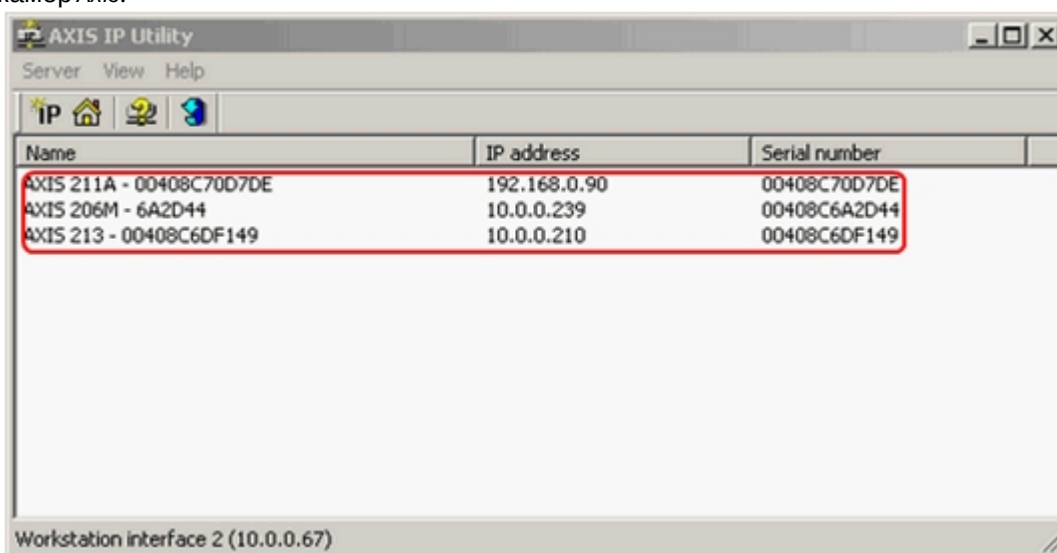 камер Axis.
AXIS IP Utility
Server View Help
IP
Name IP address Serial number
AXIS 211A - 00408C70D7DE 192.168.0.90 00408C70D7DE
AXIS 206M - 6A2D44 10.0.0.239 00408C6A2D44
AXIS 213 - 00408C6DF149 10.0.0.210 00408C6DF149
Workstation interface 2 (10.0.0.67)